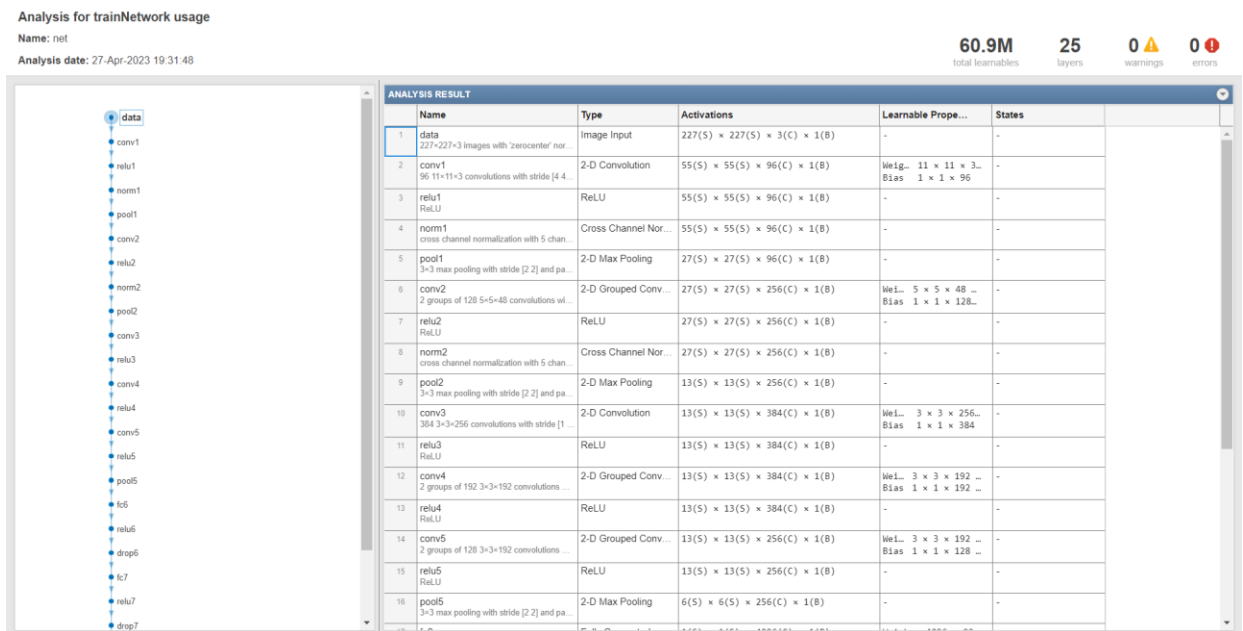 Analysis for trainNetwork usage
Name: net
Analysis date: 27-Apr-2023 19:31:48
60.9M
total learnables
25
layers
0
warnings
0
errors
data
conv1
relu1
norm1
pool1
conv2
relu2
norm2
pool2
conv3
relu3
conv4
relu4
conv5
relu5
pool5
fc6
relu6
drop6
fc7
relu7
drop7
ANALYSIS RESULT
Name Type Activations Learnable Prope... States
1 data Image Input 227(S) × 227(S) × 3(C) × 1(B) - -
227×227×3 images with 'zerocenter' nor...
2 conv1 2-D Convolution 55(S) × 55(S) × 96(C) × 1(B) Weig… 11 × 11 × 3… -
96 11×11×3 convolutions with stride [4 4... Bias 1 × 1 × 96
3 relu1 ReLU 55(S) × 55(S) × 96(C) × 1(B) - -
ReLU
4 norm1 Cross Channel Nor... 55(S) × 55(S) × 96(C) × 1(B) - -
cross channel normalization with 5 chan...
5 pool1 2-D Max Pooling 27(S) × 27(S) × 96(C) × 1(B) - -
3×3 max pooling with stride [2 2] and pa...
6 conv2 2-D Grouped Conv... 27(S) × 27(S) × 256(C) × 1(B) Wei… 5 × 5 × 48 … -
2 groups of 128 5×5×48 convolutions wi... Bias 1 × 1 × 128…
7 relu2 ReLU 27(S) × 27(S) × 256(C) × 1(B) - -
ReLU
8 norm2 Cross Channel Nor... 27(S) × 27(S) × 256(C) × 1(B) - -
cross channel normalization with 5 chan...
9 pool2 2-D Max Pooling 13(S) × 13(S) × 256(C) × 1(B) - -
3×3 max pooling with stride [2 2] and pa...
10 conv3 2-D Convolution 13(S) × 13(S) × 384(C) × 1(B) Wei… 3 × 3 × 256… -
384 3×3×256 convolutions with stride [1 ... Bias 1 × 1 × 384
11 relu3 ReLU 13(S) × 13(S) × 384(C) × 1(B) - -
ReLU
12 conv4 2-D Grouped Conv... 13(S) × 13(S) × 384(C) × 1(B) Wei… 3 × 3 × 192 … -
2 groups of 192 3×3×192 convolutions ... Bias 1 × 1 × 192 …
13 relu4 ReLU 13(S) × 13(S) × 384(C) × 1(B) - -
ReLU
14 conv5 2-D Grouped Conv... 13(S) × 13(S) × 256(C) × 1(B) Wei… 3 × 3 × 192 … -
2 groups of 128 3×3×192 convolutions ... Bias 1 × 1 × 128 …
15 relu5 ReLU 13(S) × 13(S) × 256(C) × 1(B) - -
ReLU
16 pool5 2-D Max Pooling 6(S) × 6(S) × 256(C) × 1(B) - -
3×3 max pooling with stride [2 2] and pa...